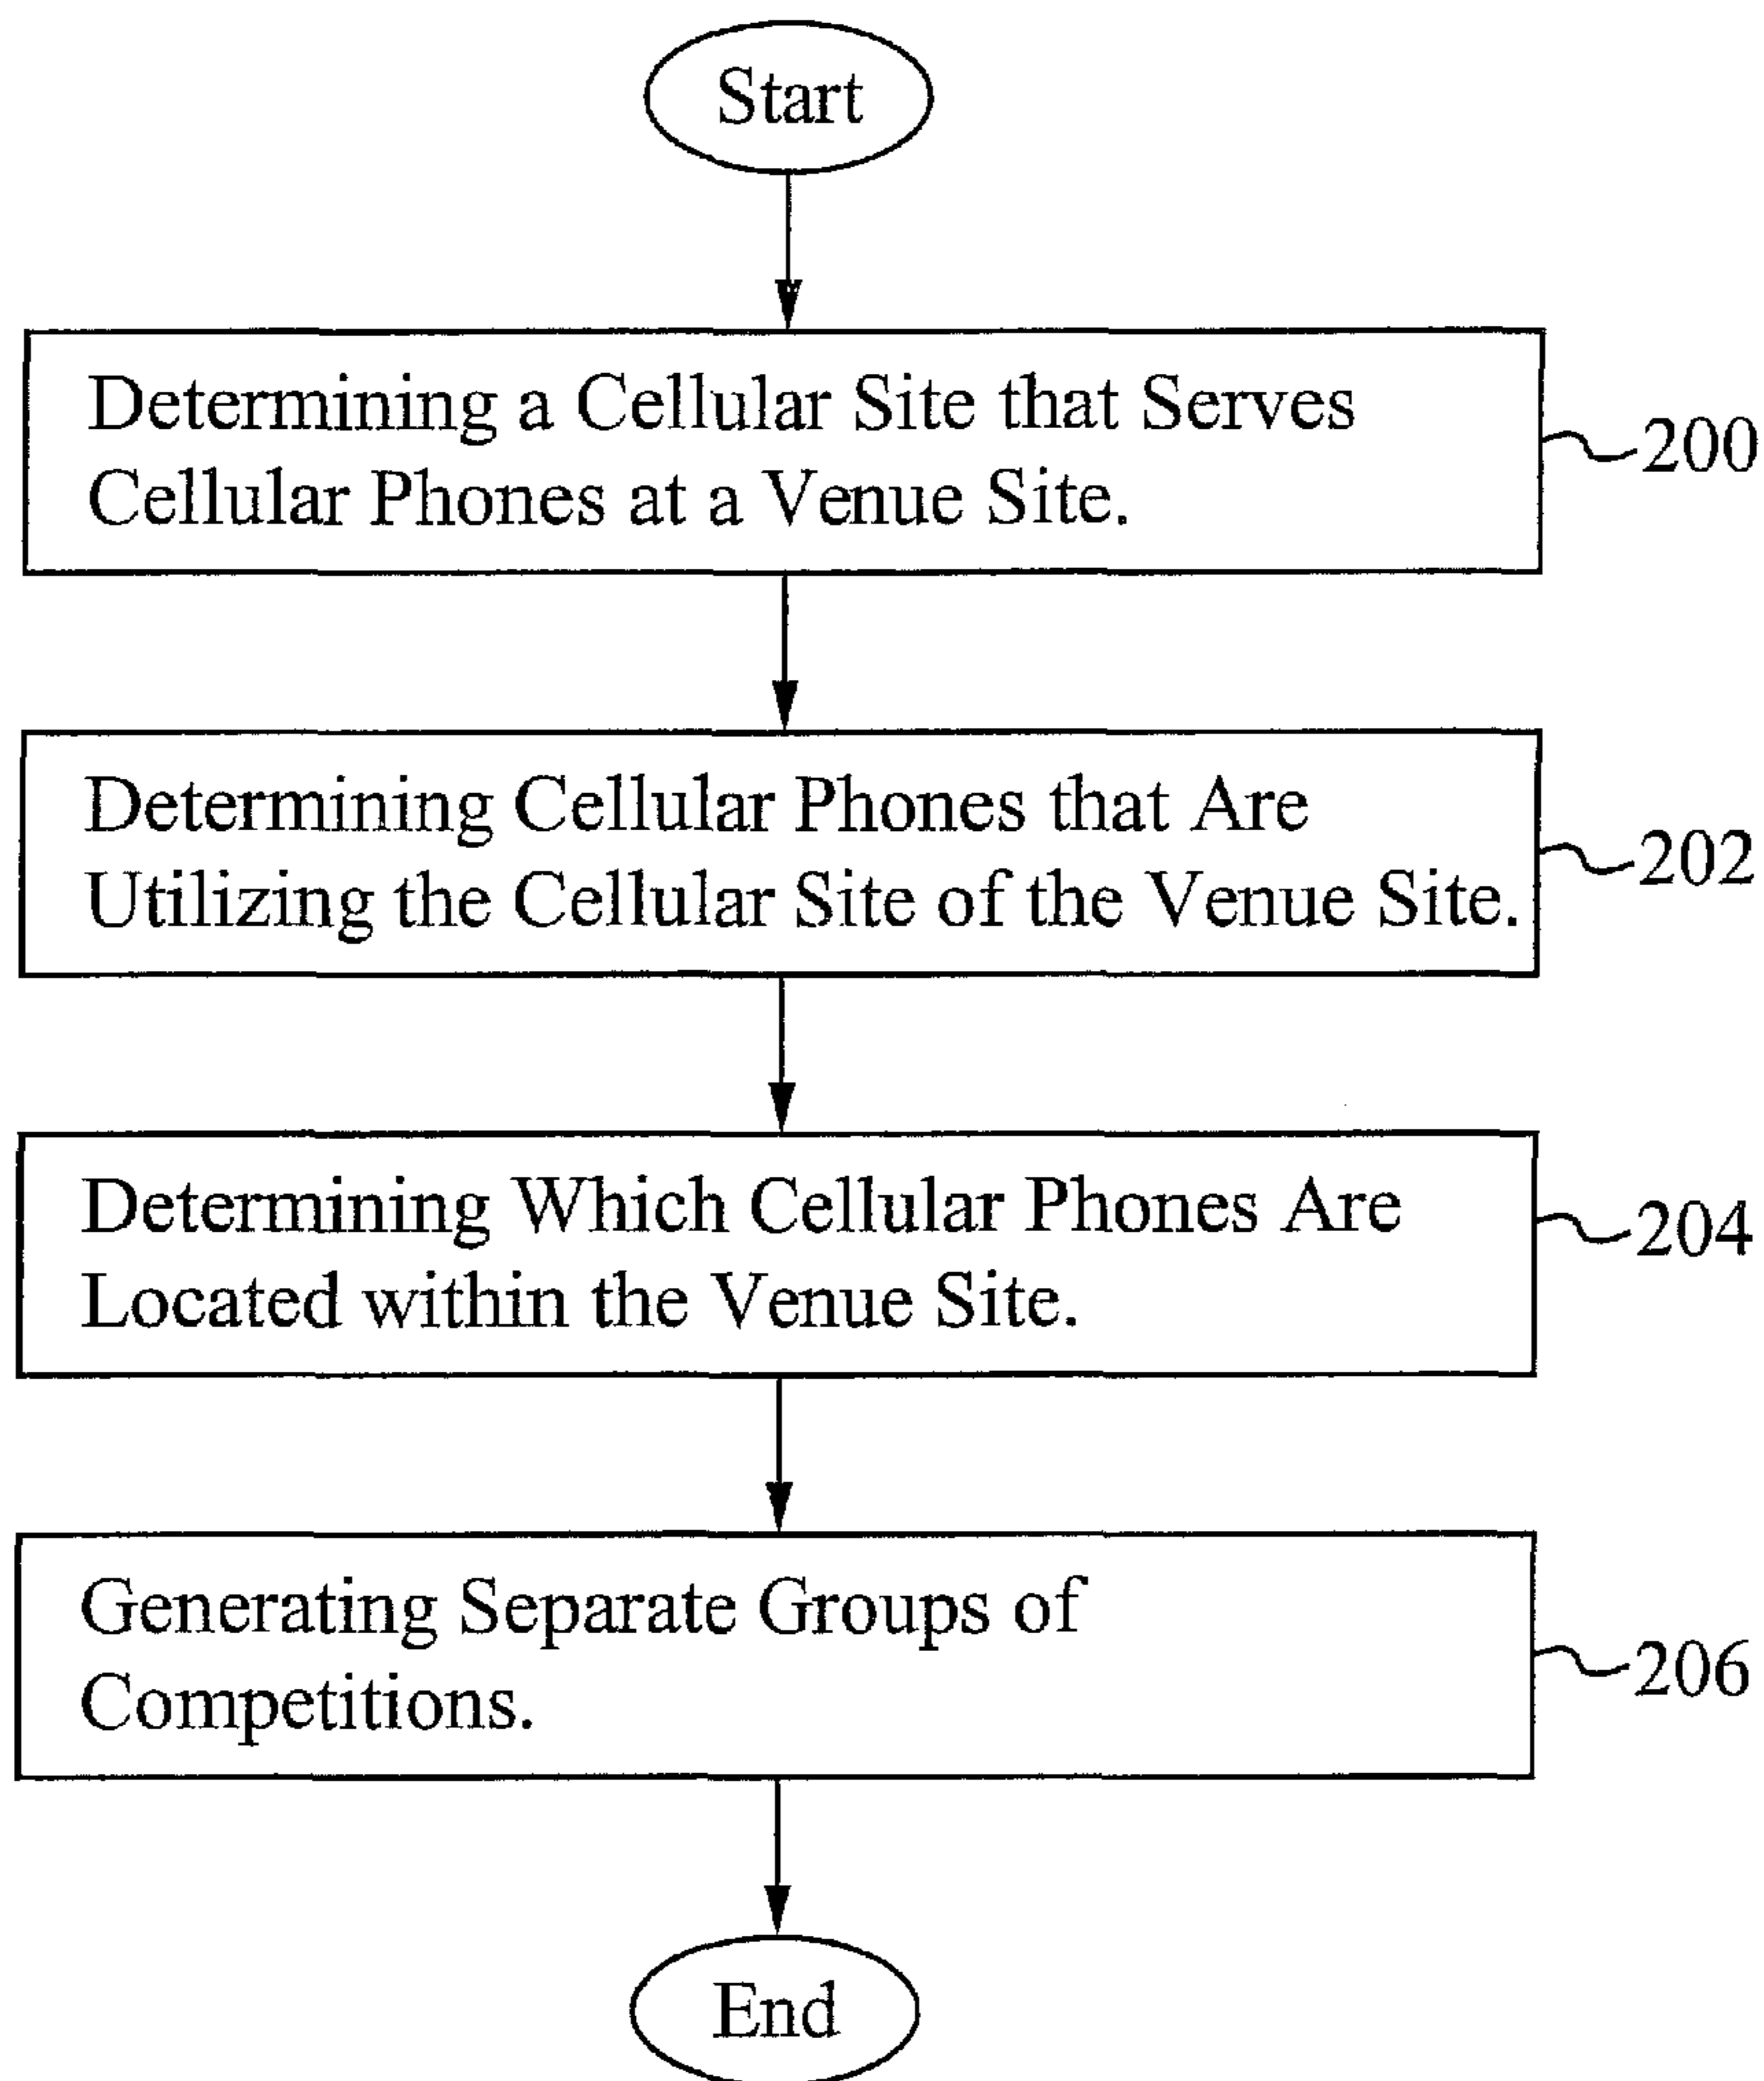 Start
Determining a Cellular Site that Serves
Cellular Phones at a Venue Site.
200
Determining Cellular Phones that Are
Utilizing the Cellular Site of the Venue Site.
202
Determining Which Cellular Phones Are
Located within the Venue Site.
204
Generating Separate Groups of
Competitions.
206
End